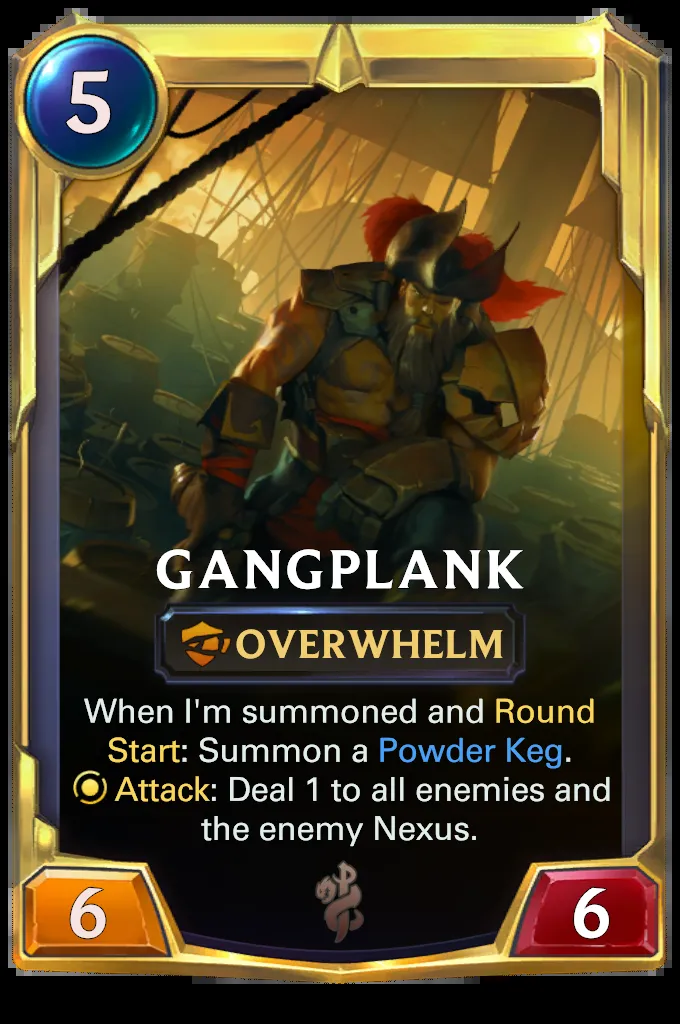 5
GANGPLANK
OVERWHELM
When I'm summoned and Round
Start: Summon a Powder Keg.
Attack: Deal 1 to all enemies and
the enemy Nexus.
6
6